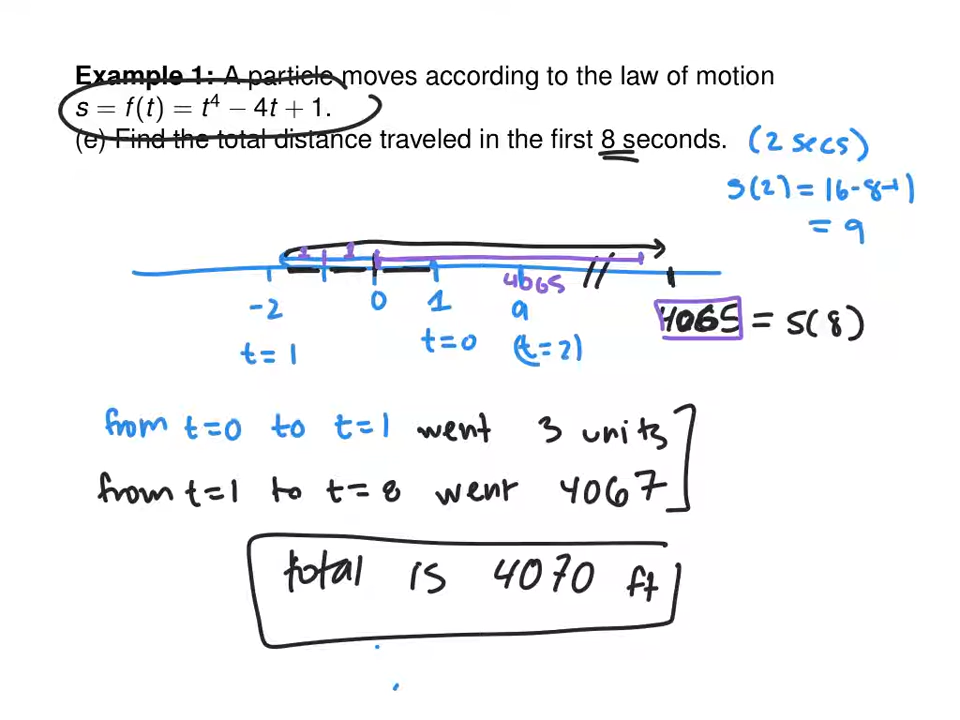 Example 1: A particle moves according to the law of motion
s = f(t) = t⁴ − 4t + 1.
(e) Find the total distance traveled in the first 8 seconds.
(2 secs)
s(2) = 16-8+1
= 9
1 1
4065
-2 0 1 9
4065 = s(8)
t=1 t=0 (t=2)
from t=0 to t=1 went 3 units
from t=1 to t=8 went 4067
total is 4070 ft